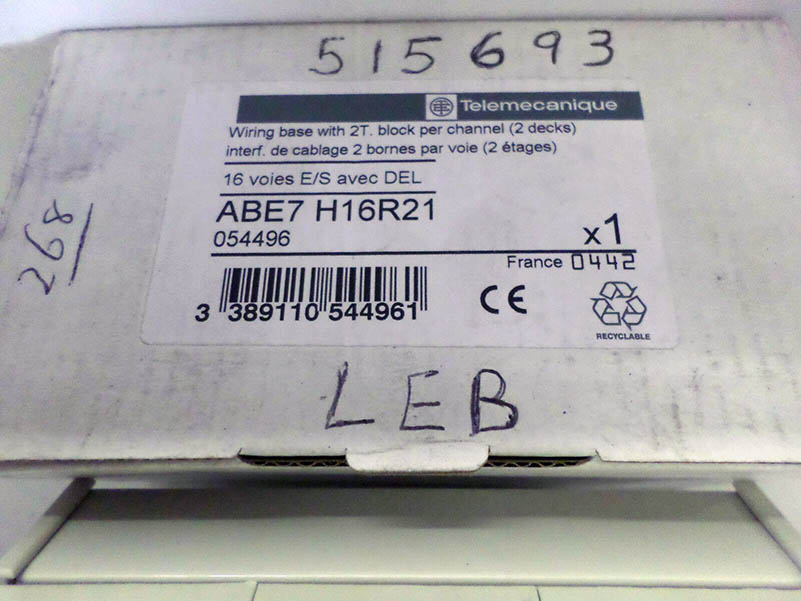 515693
Telemecanique
Wiring base with 2T. block per channel (2 decks)
interf. de cablage 2 bornes par voie (2 étages)
16 voies E/S avec DEL
ABE7 H16R21
054496
x1
France 0442
3 389110 544961
CE
RECYCLABLE
268
LEB